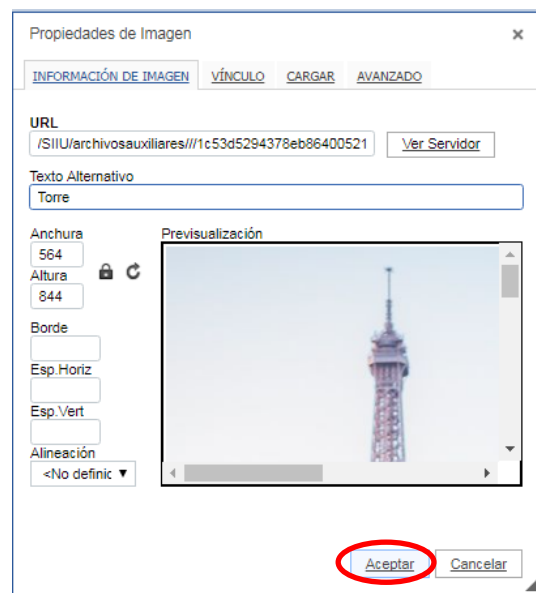 Propiedades de Imagen ×
INFORMACIÓN DE IMAGEN VÍNCULO CARGAR AVANZADO
URL
/SIIU/archivosauxiliares///1c53d5294378eb86400521 Ver Servidor
Texto Alternativo
Torre
Anchura Previsualización
564
Altura
844
Borde
Esp.Horiz
Esp.Vert
Alineación
<No definic ▼
Aceptar Cancelar